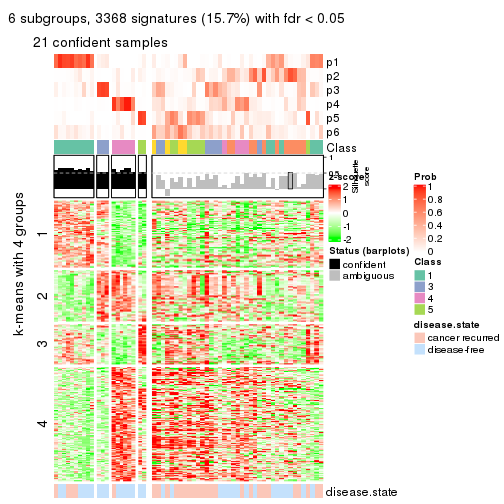 6 subgroups, 3368 signatures (15.7%) with fdr < 0.05
21 confident samples
p1
p2
p3
p4
p5
p6
Class
1
0.5
Silhouette
score
k-means with 4 groups
1
2
3
4
z-score
2
1
0
-1
-2
Status (barplots)
confident
ambiguous
Prob
1
0.8
0.6
0.4
0.2
0
Class
1
3
4
5
disease.state
cancer recurred
disease-free
disease.state